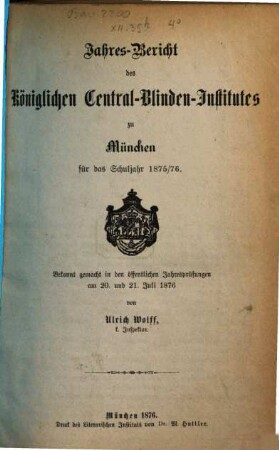 Jahres-Bericht
des
Königlichen Central-Blinden-Institutes
zu
München
für das Schuljahr 1875/76.
Bekannt gemacht in den öffentlichen Jahresprüfungen
am 20. und 21. Juli 1876
von
Ulrich Wolff,
k. Inspektor.
München 1876.
Druck des Literarischen Instituts von Dr. M. Huttler.